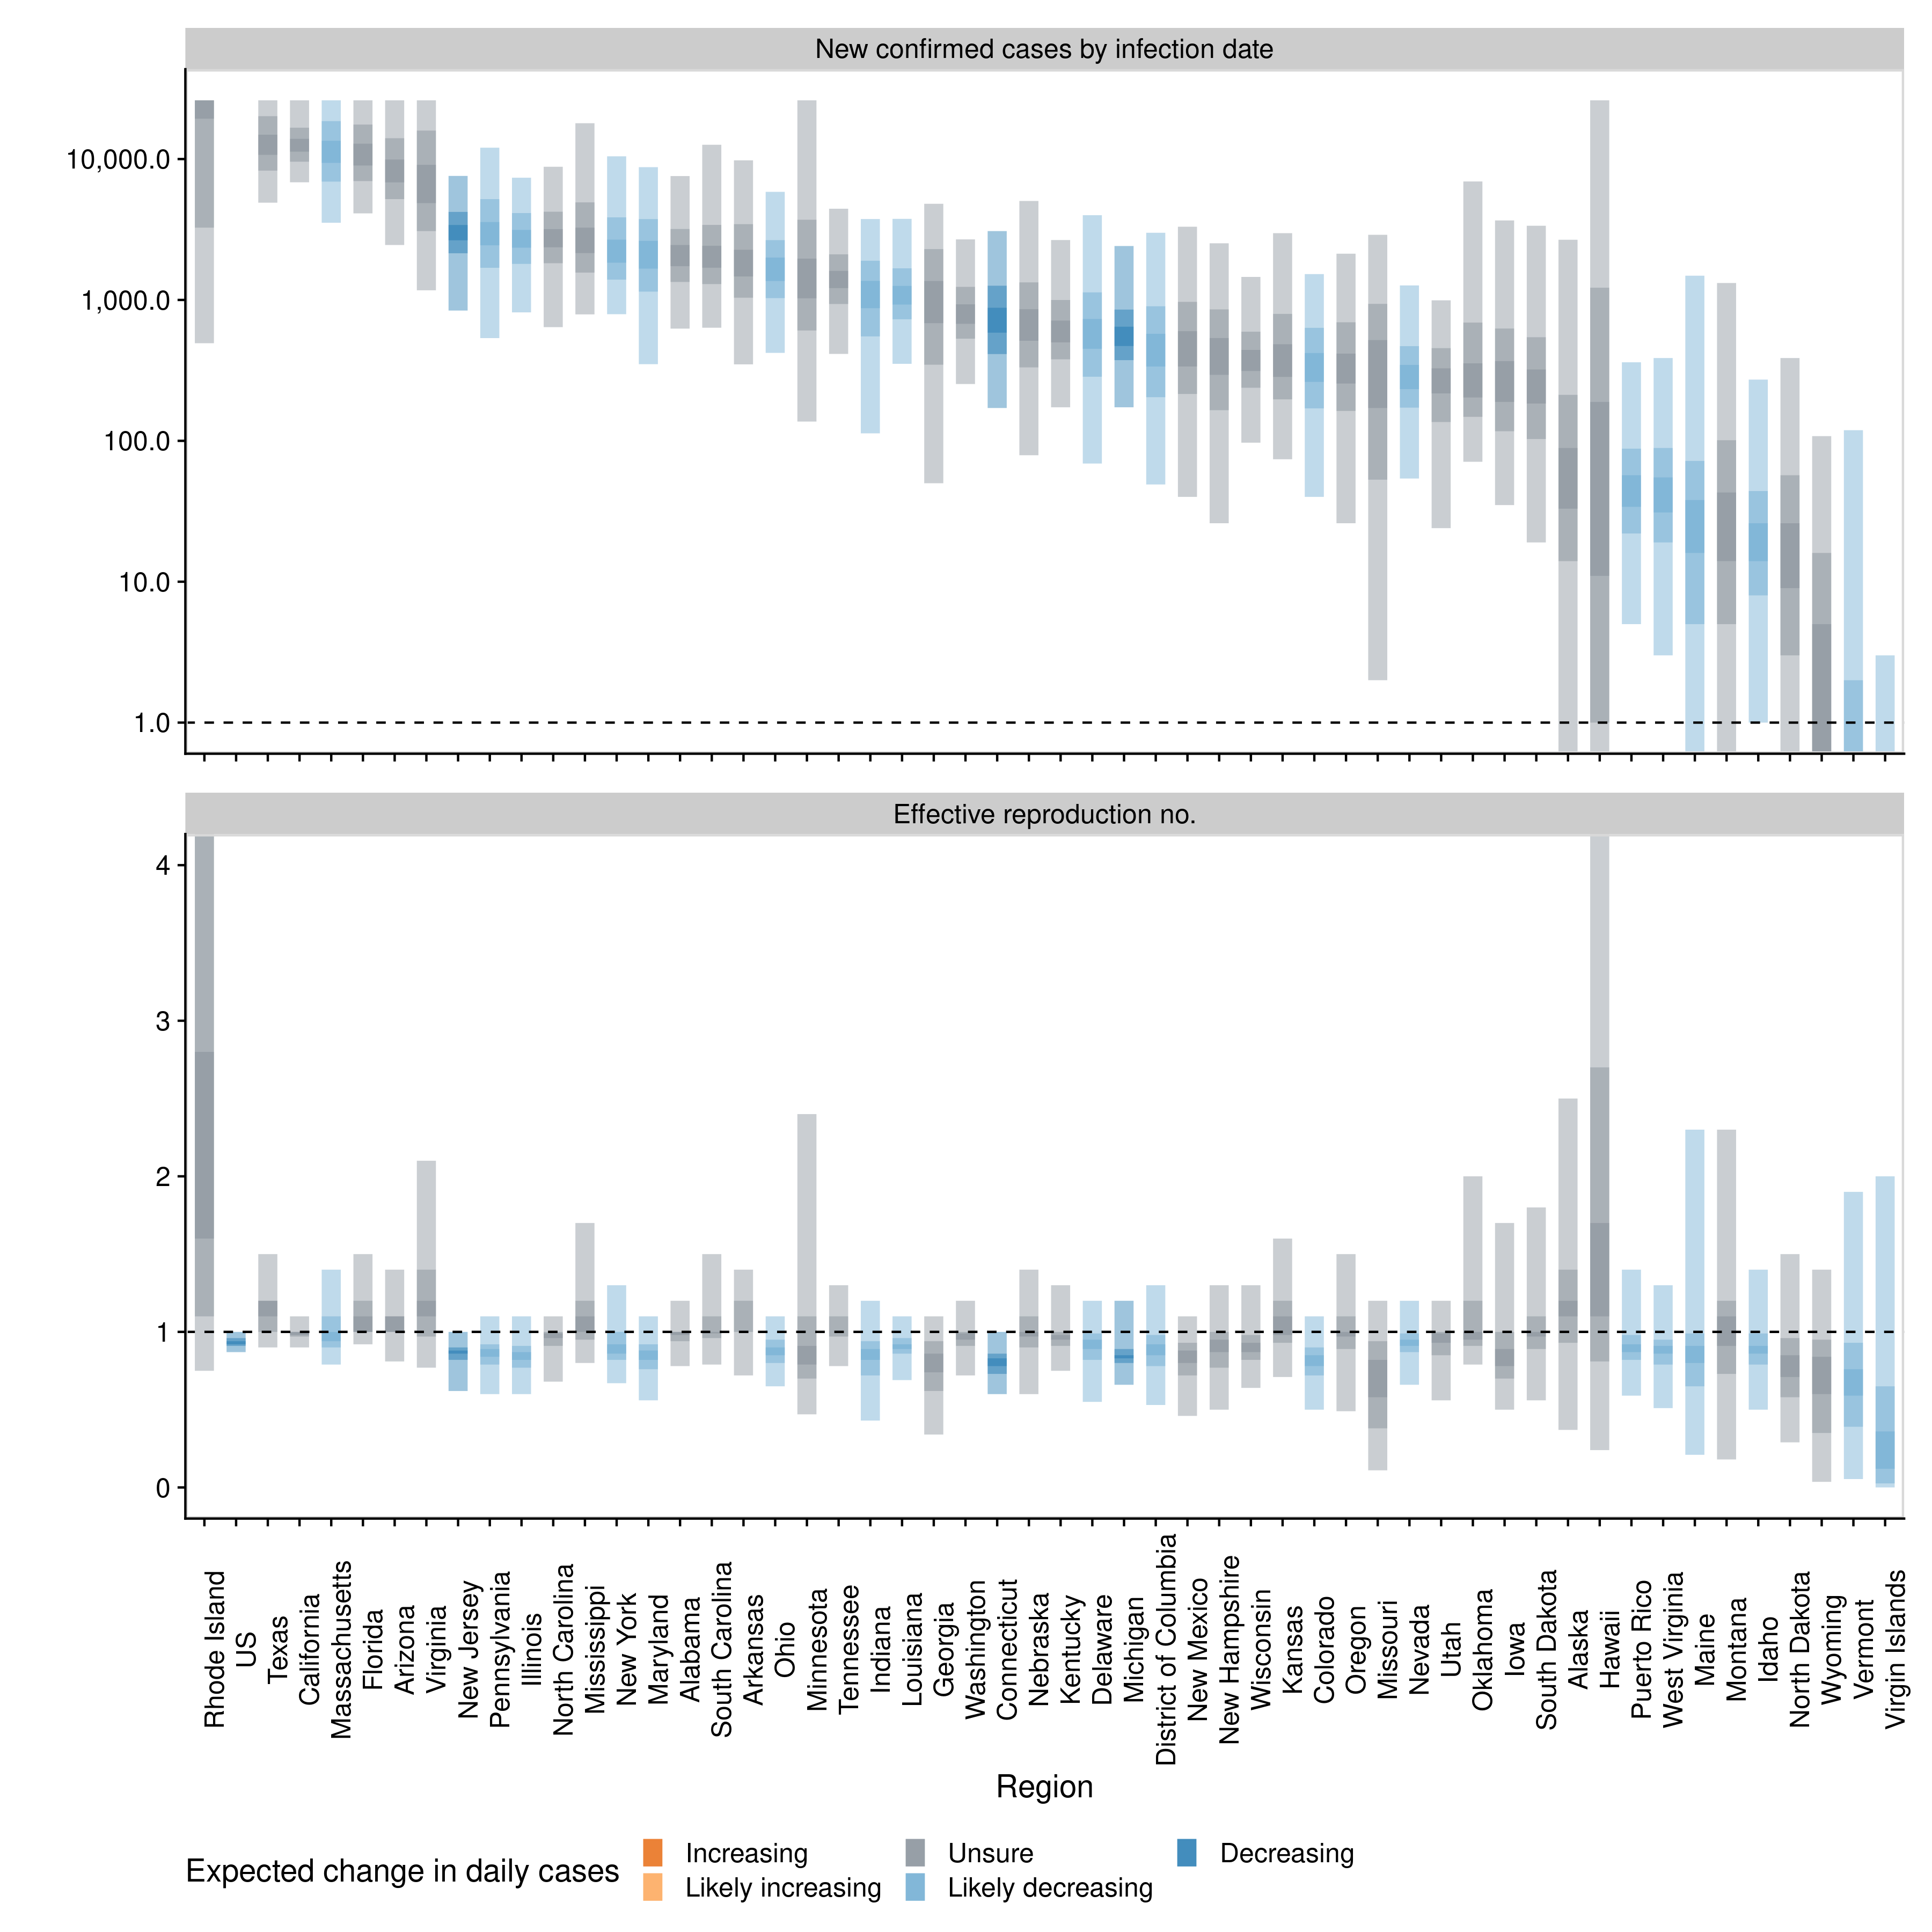 New confirmed cases by infection date
10,000.0
1,000.0
100.0
10.0
1.0
Effective reproduction no.
4
3
2
1
0
Rhode Island
US
Texas
California
Massachusetts
Florida
Arizona
Virginia
New Jersey
Pennsylvania
Illinois
North Carolina
Mississippi
New York
Maryland
Alabama
South Carolina
Arkansas
Ohio
Minnesota
Tennessee
Indiana
Louisiana
Georgia
Washington
Connecticut
Nebraska
Kentucky
Delaware
Michigan
District of Columbia
New Mexico
New Hampshire
Wisconsin
Kansas
Colorado
Oregon
Missouri
Nevada
Utah
Oklahoma
Iowa
South Dakota
Alaska
Hawaii
Puerto Rico
West Virginia
Maine
Montana
Idaho
North Dakota
Wyoming
Vermont
Virgin Islands
Region
Expected change in daily cases
Increasing
Likely increasing
Unsure
Likely decreasing
Decreasing